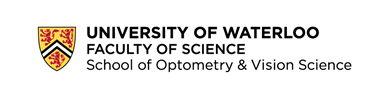 UNIVERSITY OF WATERLOO
FACULTY OF SCIENCE
School of Optometry & Vision Science